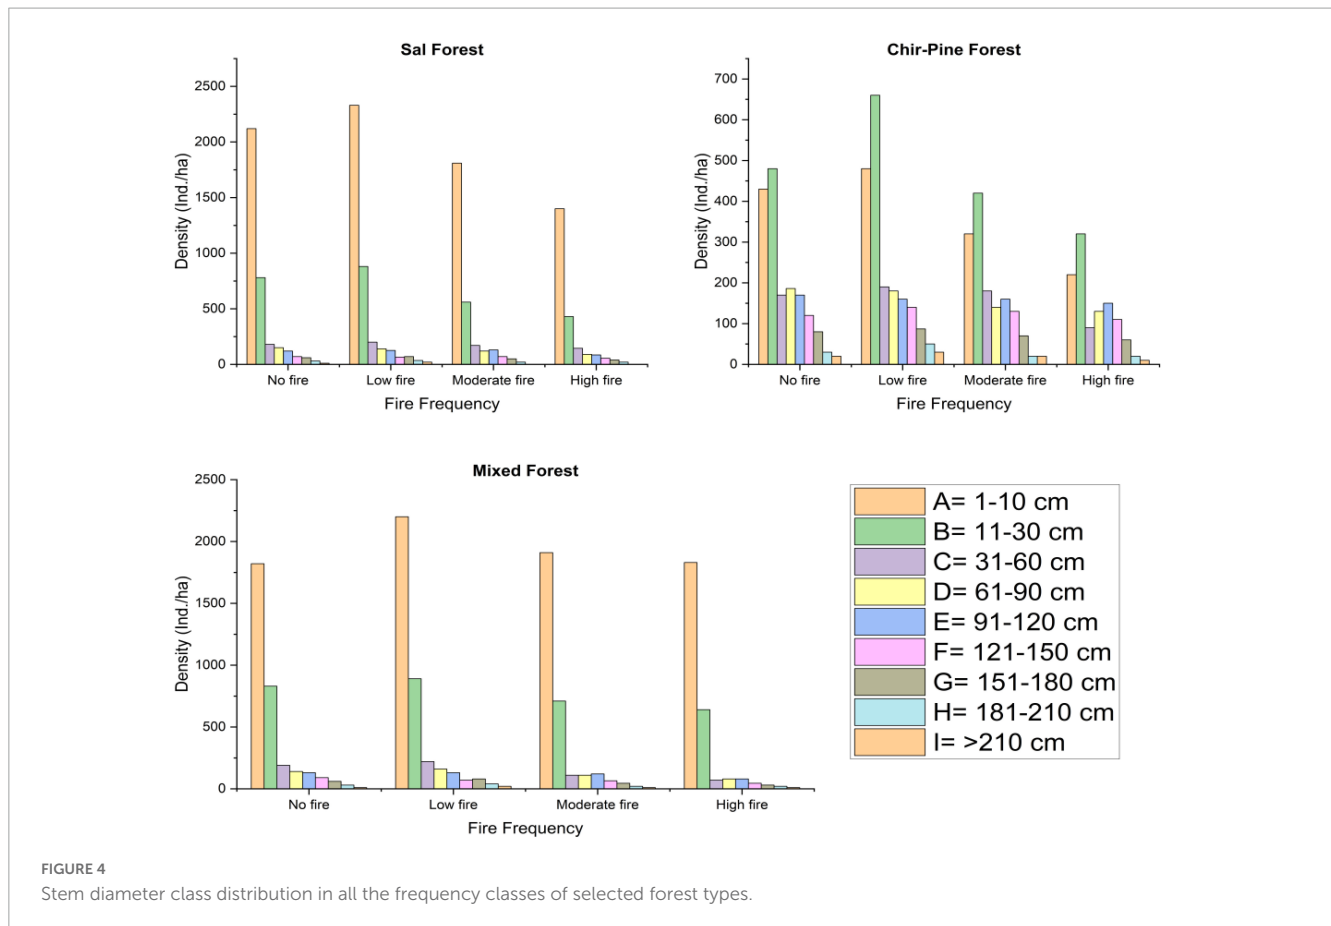 Sal Forest
2500
2000
1500
1000
500
0
Density (Ind./ha)
No fire Low fire Moderate fire High fire
Fire Frequency
Chir-Pine Forest
700
600
500
400
300
200
100
0
Density (Ind./ha)
No fire Low fire Moderate fire High fire
Fire Frequency
Mixed Forest
2500
2000
1500
1000
500
0
Density (Ind./ha)
No fire Low fire Moderate fire High fire
Fire Frequency
A= 1-10 cm
B= 11-30 cm
C= 31-60 cm
D= 61-90 cm
E= 91-120 cm
F= 121-150 cm
G= 151-180 cm
H= 181-210 cm
I= >210 cm
FIGURE 4
Stem diameter class distribution in all the frequency classes of selected forest types.